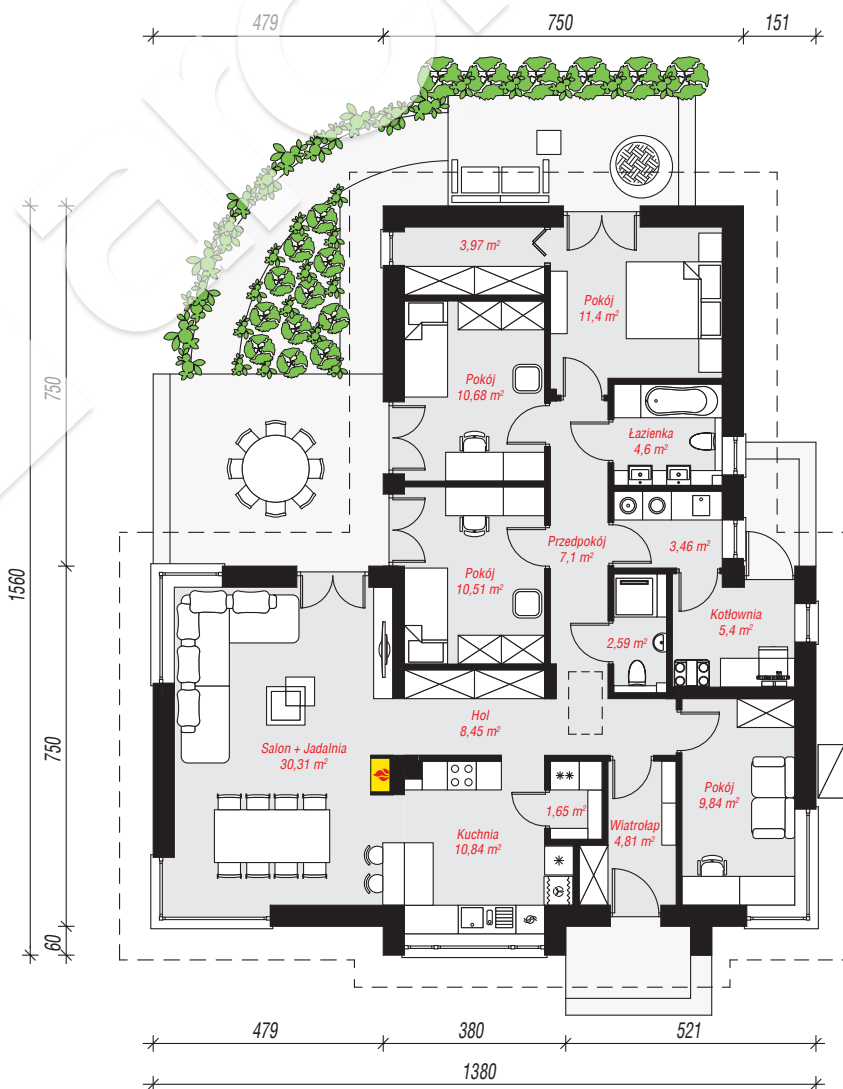 479
750
151
3,97 m²
Pokój
11,4 m²
750
Pokój
10,68 m²
Łazienka
4,6 m²
1560
Pokój
10,51 m²
Przedpokój
7,1 m²
3,46 m²
Kotłownia
5,4 m²
2,59 m²
750
Hol
8,45 m²
Salon + Jadalnia
30,31 m²
Pokój
9,84 m²
1,65 m²
Kuchnia
10,84 m²
Wiatrołap
4,81 m²
60
479
380
521
1380